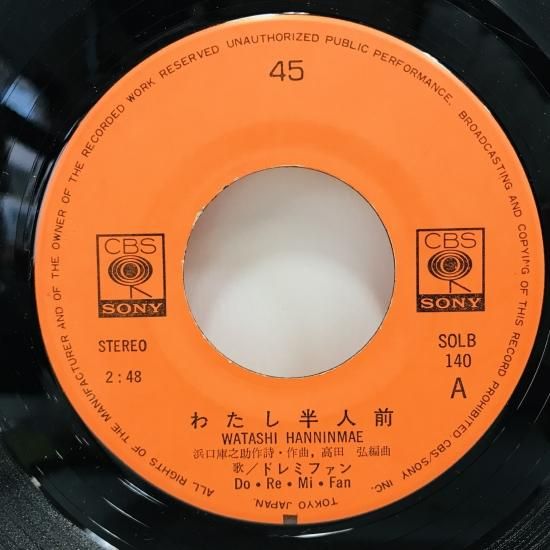 ALL RIGHTS OF THE MANUFACTURER AND OF THE OWNER OF THE RECORDED WORK RESERVED UNAUTHORIZED PUBLIC PERFORMANCE. BROADCASTING AND COPYING OF THIS RECORD PROHIBITED CBS/SONY INC.
TOKYO JAPAN.
45
CBS
SONY
CBS
SONY
STEREO
2:48
SOLB
140
A
わたし半人前
WATASHI HANNINMAE
浜口庫之助作詩・作曲,高田 弘編曲
歌/ドレミファン
Do・Re・Mi・Fan